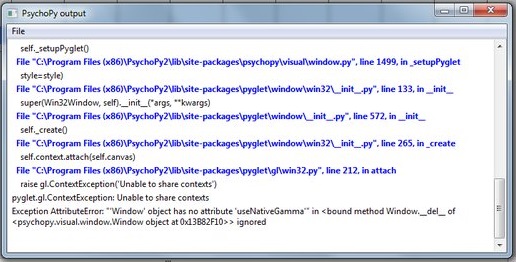 PsychoPy output
File
self._setupPyglet()
File "C:\Program Files (x86)\PsychoPy2\lib\site-packages\psychopy\visual\window.py", line 1499, in _setupPyglet
style=style)
File "C:\Program Files (x86)\PsychoPy2\lib\site-packages\pyglet\window\win32\__init__.py", line 133, in __init__
super(Win32Window, self).__init__(*args, **kwargs)
File "C:\Program Files (x86)\PsychoPy2\lib\site-packages\pyglet\window\__init__.py", line 572, in __init__
self._create()
File "C:\Program Files (x86)\PsychoPy2\lib\site-packages\pyglet\window\win32\__init__.py", line 265, in _create
self.context.attach(self.canvas)
File "C:\Program Files (x86)\PsychoPy2\lib\site-packages\pyglet\gl\win32.py", line 212, in attach
raise gl.ContextException('Unable to share contexts')
pyglet.gl.ContextException: Unable to share contexts
Exception AttributeError: "'Window' object has no attribute 'useNativeGamma'" in <bound method Window.__del__ of
<psychopy.visual.window.Window object at 0x13B82F10>> ignored